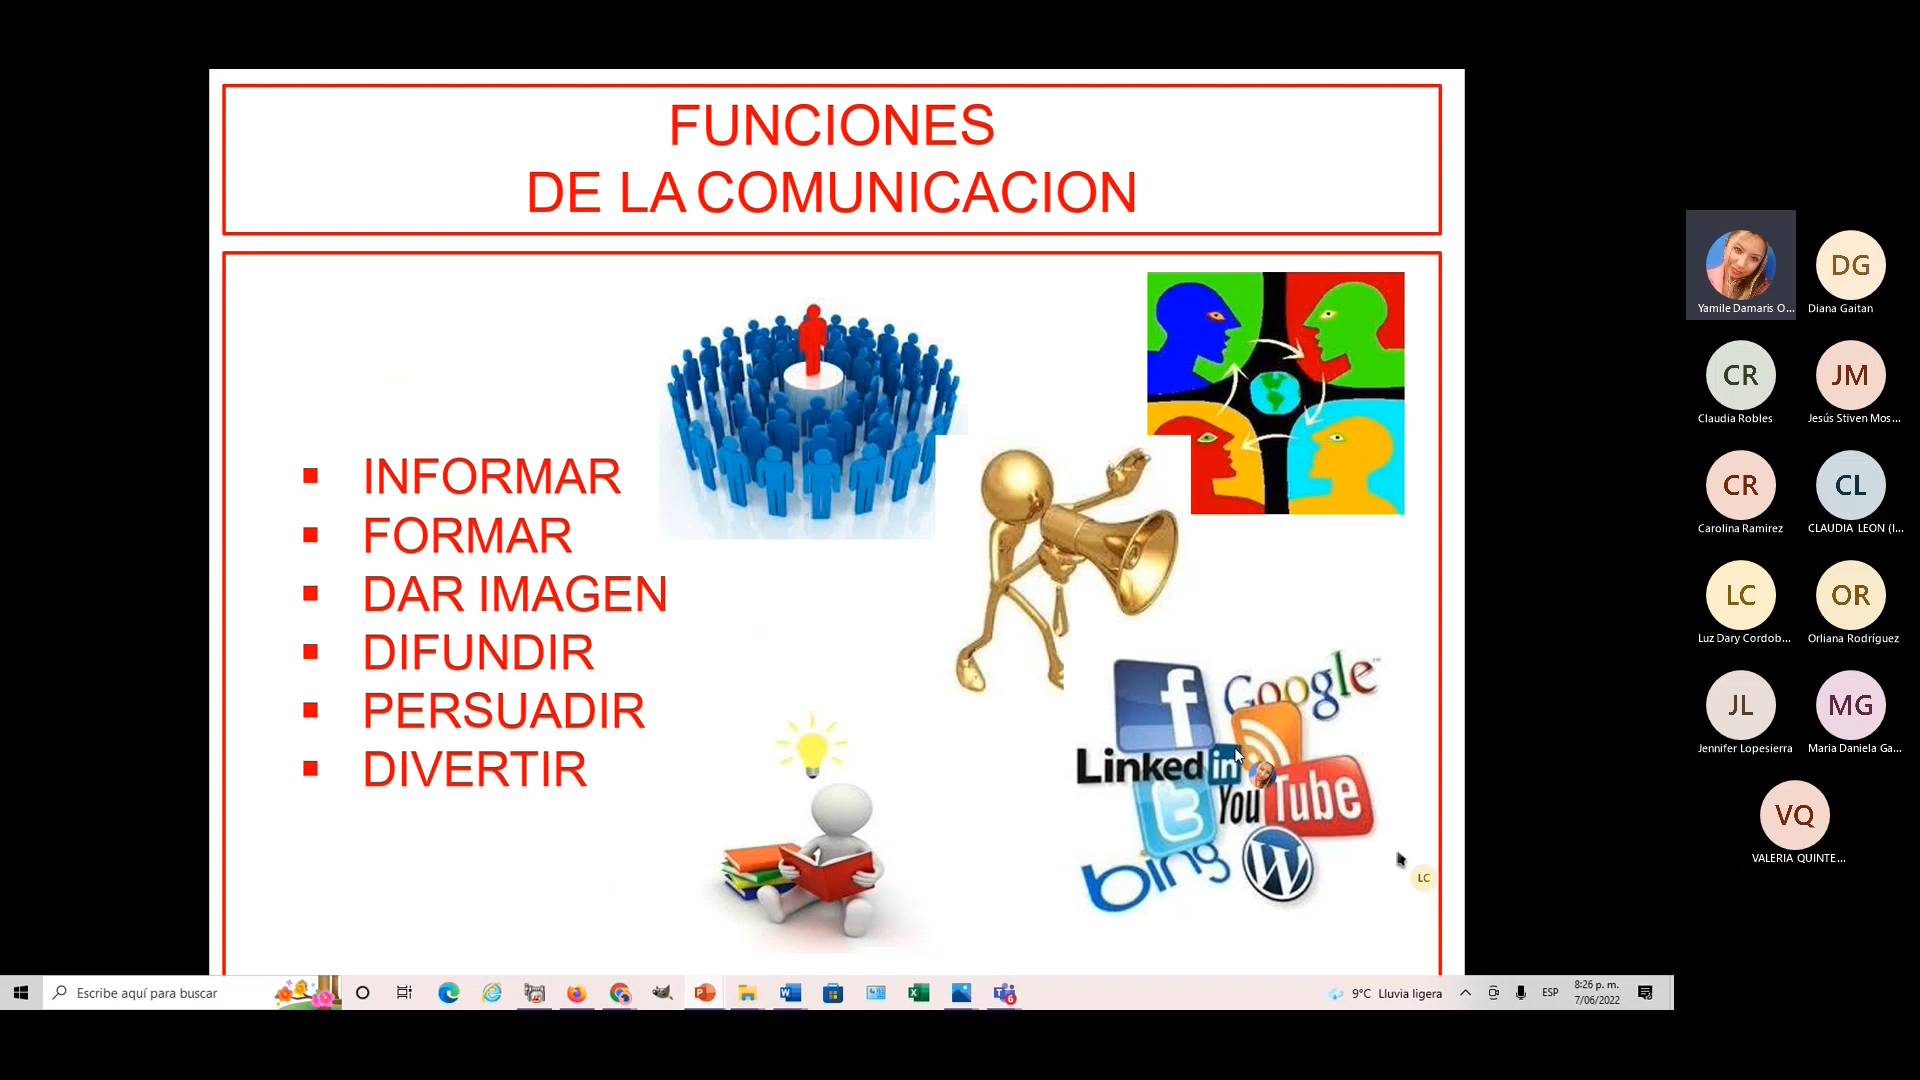 FUNCIONES
DE LA COMUNICACION
INFORMAR
FORMAR
DAR IMAGEN
DIFUNDIR
PERSUADIR
DIVERTIR
f
Google™
Linked in
You Tube
t
bing
W
LC
Yamile Damaris O...
DG
Diana Gaitan
CR
Claudia Robles
JM
Jesús Stiven Mos...
CR
Carolina Ramirez
CL
CLAUDIA LEON (I...
LC
Luz Dary Cordob...
OR
Orliana Rodríguez
JL
Jennifer Lopesierra
MG
Maria Daniela Ga...
VQ
VALERIA QUINTE...
Escribe aquí para buscar
9°C Lluvia ligera
ESP
8:26 p. m.
7/06/2022